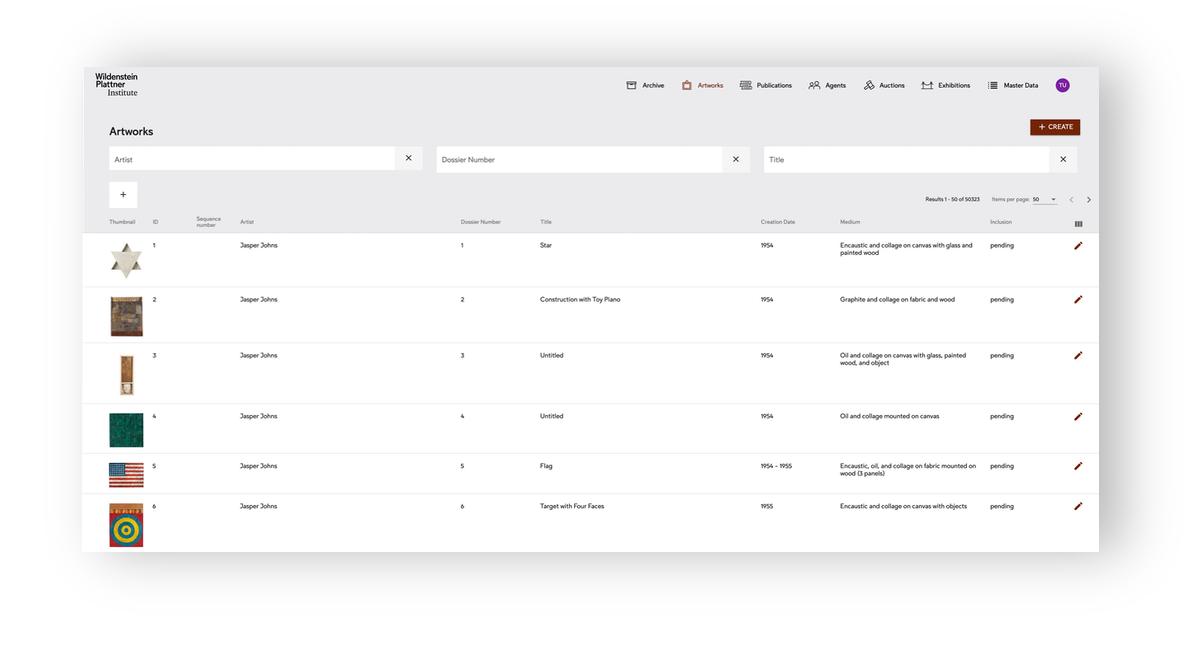 Wildenstein
Plattner
Institute
Archive Artworks Publications Agents Auctions Exhibitions Master Data TU
Artworks
+ CREATE
Artist
Dossier Number
Title
+
Results 1 - 50 of 50323 Items per page: 50
Thumbnail ID Sequence number Artist Dossier Number Title Creation Date Medium Inclusion
1 Jasper Johns 1 Star 1954 Encaustic and collage on canvas with glass and pending
painted wood
2 Jasper Johns 2 Construction with Toy Piano 1954 Graphite and collage on fabric and wood pending
3 Jasper Johns 3 Untitled 1954 Oil and collage on canvas with glass, painted pending
wood, and object
4 Jasper Johns 4 Untitled 1954 Oil and collage mounted on canvas pending
5 Jasper Johns 5 Flag 1954 - 1955 Encaustic, oil, and collage on fabric mounted on pending
wood (3 panels)
6 Jasper Johns 6 Target with Four Faces 1955 Encaustic and collage on canvas with objects pending